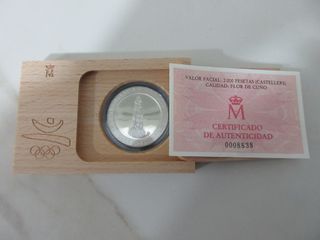 M
VALOR FACIAL: 2.000 PESETAS (CASTELLERS),
CALIDAD: FLOR DE CUÑO
M
CERTIFICADO
DE AUTENTICIDAD
0008838